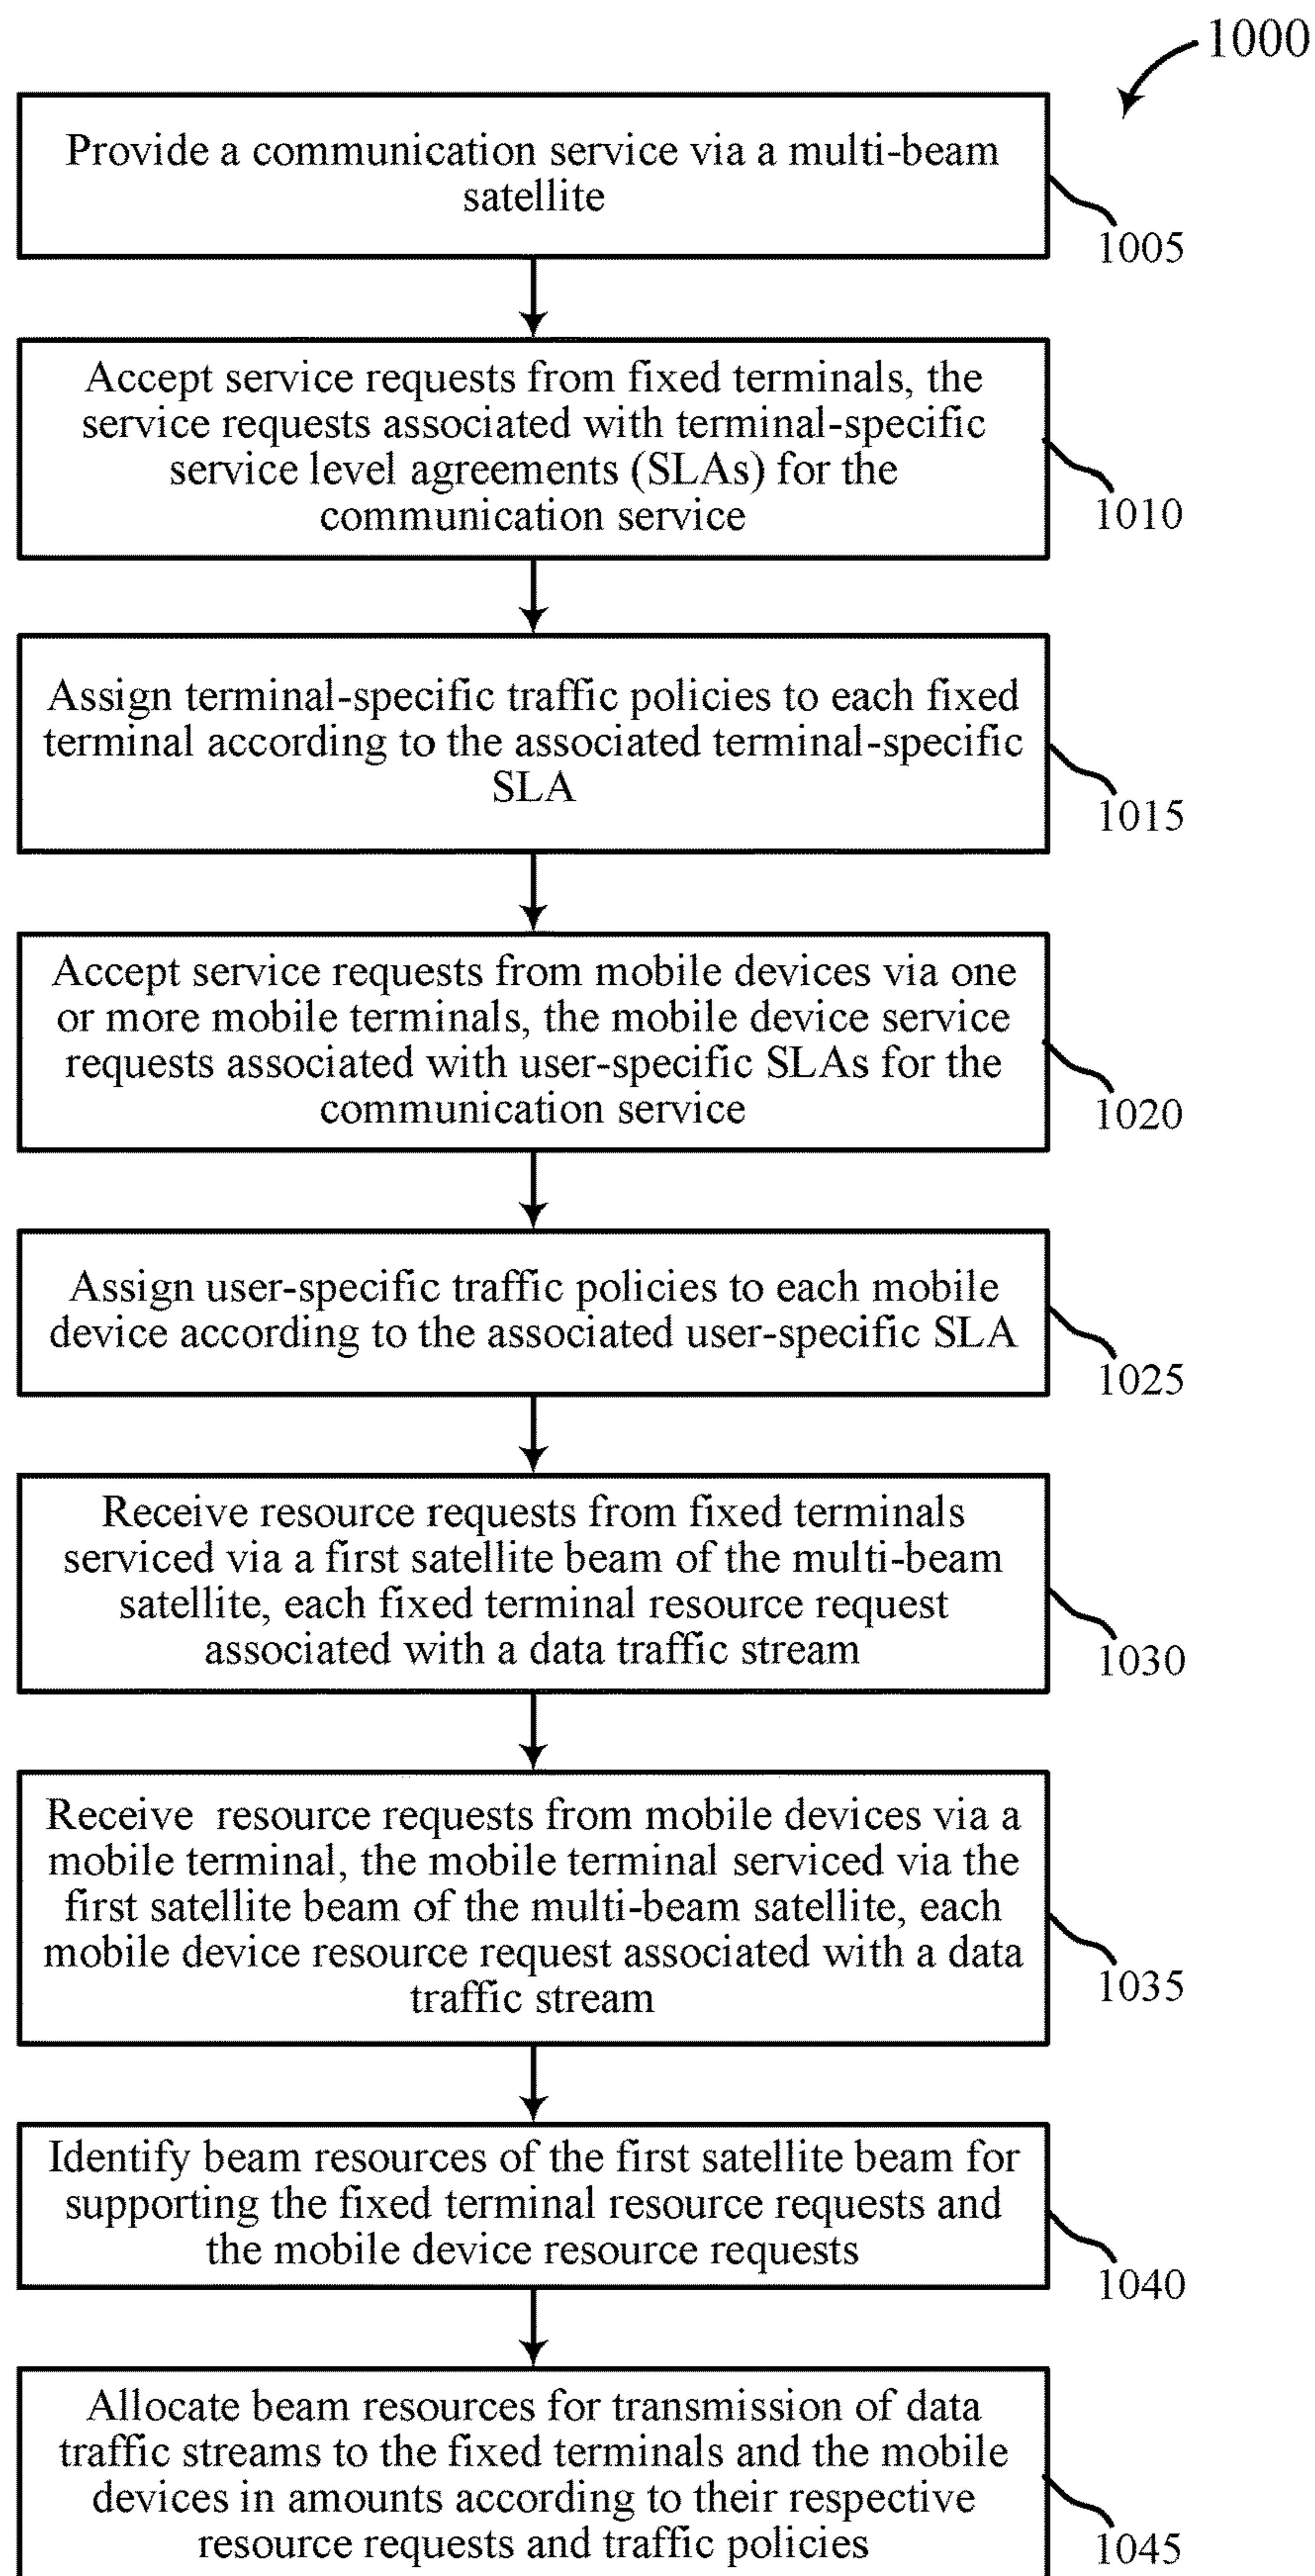 1000
Provide a communication service via a multi-beam
satellite
1005
Accept service requests from fixed terminals, the
service requests associated with terminal-specific
service level agreements (SLAs) for the
communication service
1010
Assign terminal-specific traffic policies to each fixed
terminal according to the associated terminal-specific
SLA
1015
Accept service requests from mobile devices via one
or more mobile terminals, the mobile device service
requests associated with user-specific SLAs for the
communication service
1020
Assign user-specific traffic policies to each mobile
device according to the associated user-specific SLA
1025
Receive resource requests from fixed terminals
serviced via a first satellite beam of the multi-beam
satellite, each fixed terminal resource request
associated with a data traffic stream
1030
Receive resource requests from mobile devices via a
mobile terminal, the mobile terminal serviced via the
first satellite beam of the multi-beam satellite, each
mobile device resource request associated with a data
traffic stream
1035
Identify beam resources of the first satellite beam for
supporting the fixed terminal resource requests and
the mobile device resource requests
1040
Allocate beam resources for transmission of data
traffic streams to the fixed terminals and the mobile
devices in amounts according to their respective
resource requests and traffic policies
1045